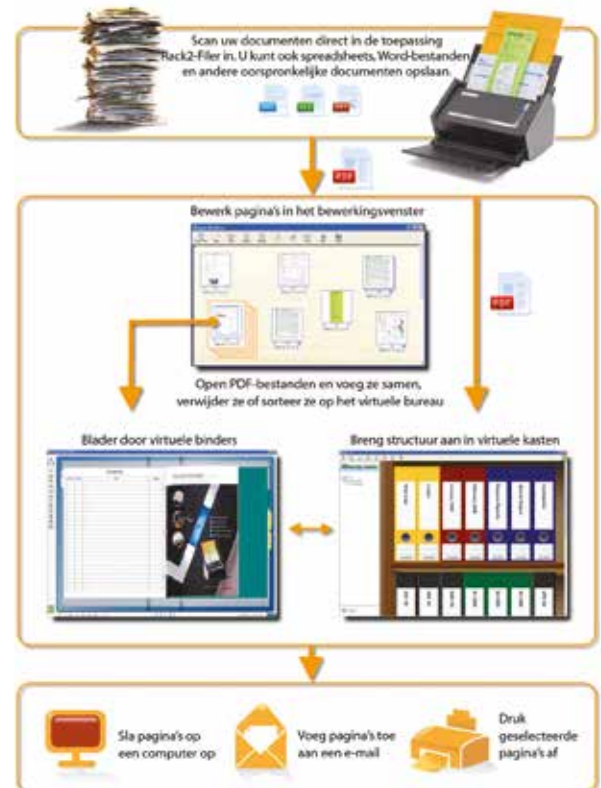 Scan uw documenten direct in de toepassing
Rack2-Filer in. U kunt ook spreadsheets, Word-bestanden
en andere oorspronkelijke documenten opslaan.
PDF
Bewerk pagina's in het bewerkingsvenster
PDF
Open PDF-bestanden en voeg ze samen,
verwijder ze of sorteer ze op het virtuele bureau
Blader door virtuele binders
Breng structuur aan in virtuele kasten
Sla pagina's op
een computer op
Voeg pagina's toe
aan een e-mail
Druk
geselecteerde
pagina's af